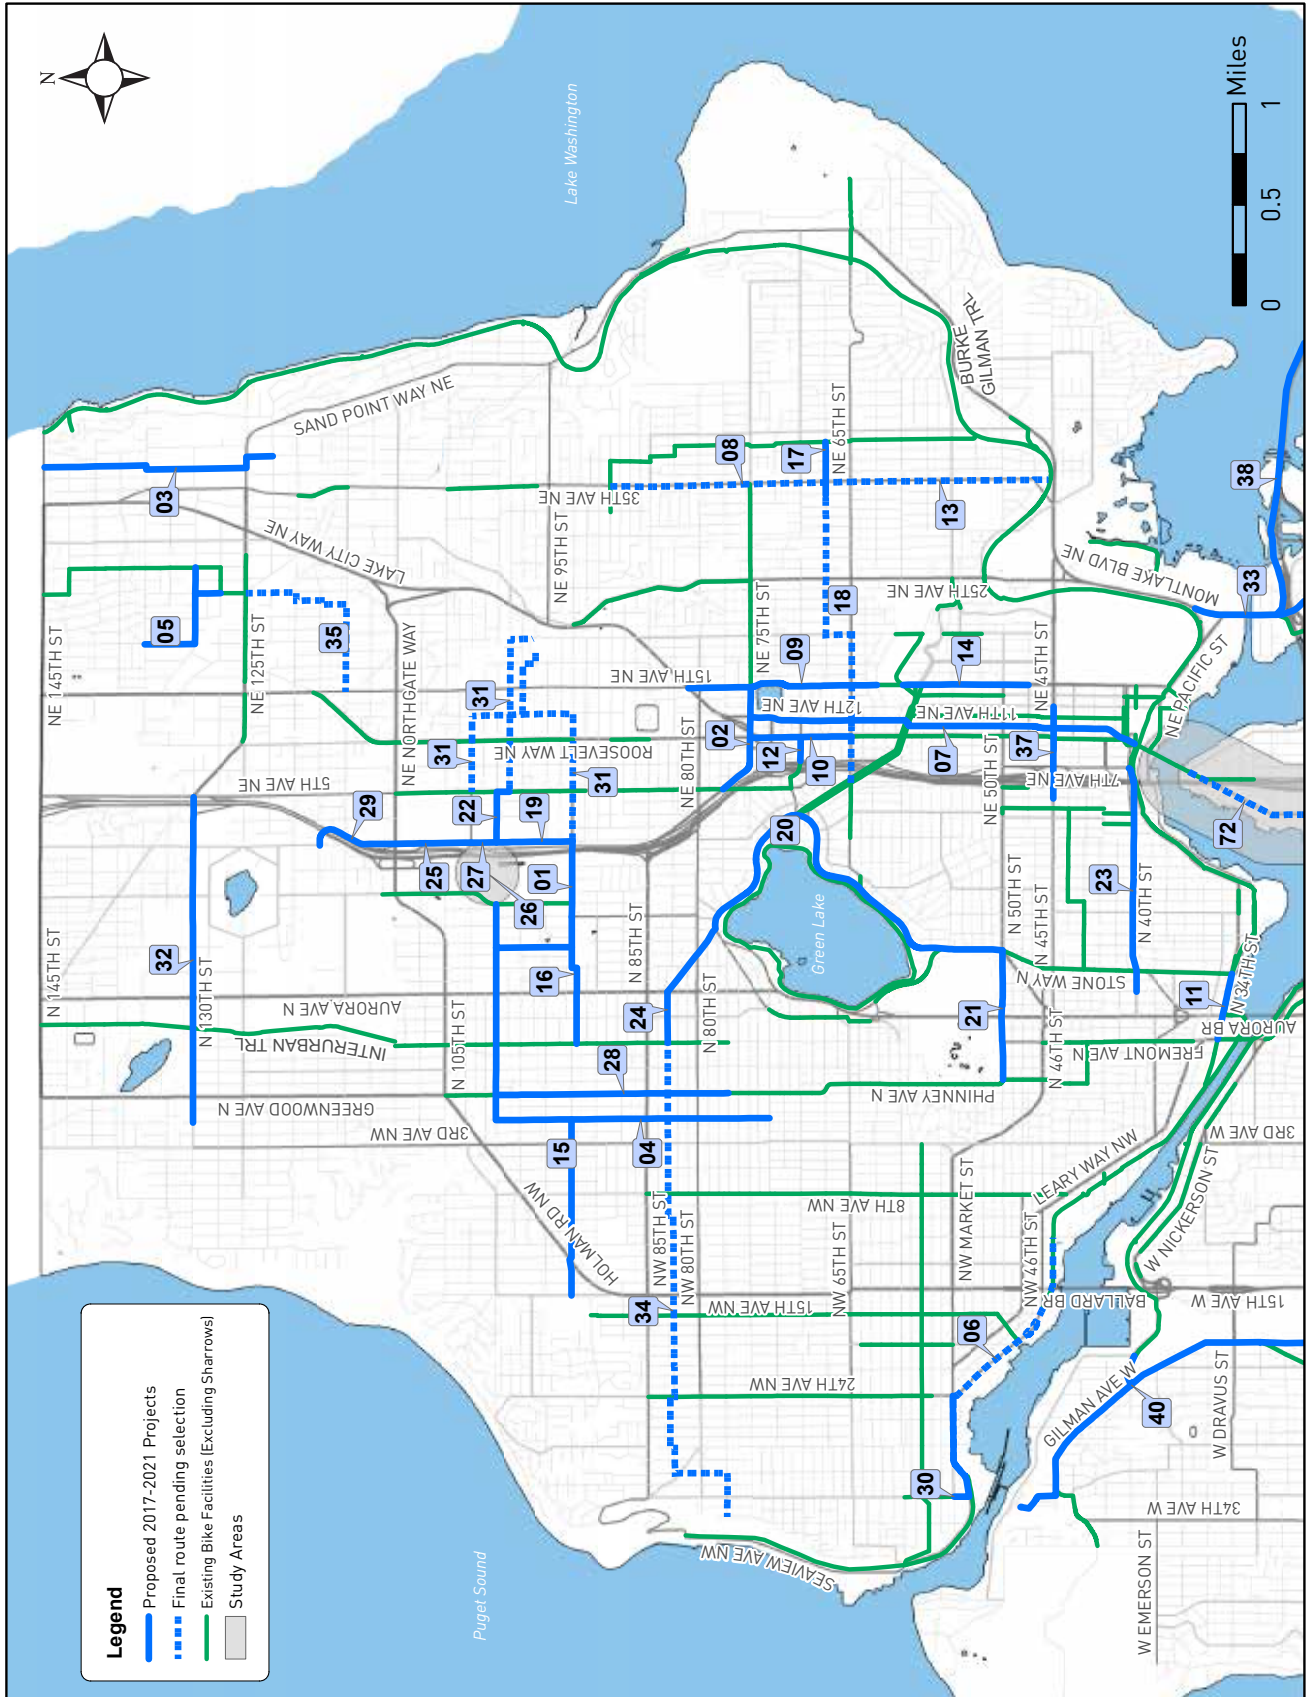 N
Lake Washington
Puget Sound
Green Lake
Legend
Proposed 2017-2021 Projects
Final route pending selection
Existing Bike Facilities (Excluding Sharrows)
Study Areas
Miles
0
0.5
1
NE 145TH ST
N 145TH ST
NE 125TH ST
N 130TH ST
SAND POINT WAY NE
LAKE CITY WAY NE
35TH AVE NE
NE 95TH ST
NE NORTHGATE WAY
15TH AVE NE
ROOSEVELT WAY NE
5TH AVE NE
N 105TH ST
AURORA AVE N
INTERURBAN TRL
GREENWOOD AVE N
3RD AVE NW
HOLMAN RD NW
NE 80TH ST
N 85TH ST
N 80TH ST
NW 85TH ST
NW 80TH ST
NE 75TH ST
12TH AVE NE
25TH AVE NE
NE 65TH ST
BURKE
GILMAN TRL
NW 65TH ST
8TH AVE NW
15TH AVE NW
24TH AVE NW
PHINNEY AVE N
11TH AVE NE
NE 50TH ST
N 50TH ST
NE 45TH ST
N 45TH ST
7TH AVE NE
N 46TH ST
NW MARKET ST
NW 46TH ST
LEARY WAY NW
BALLARD BR
SEAVIEW AVE NW
STONE WAY N
FREMONT AVE N
N 40TH ST
N 34TH ST
AURORA BR
NE PACIFIC ST
MONTLAKE BLVD NE
W NICKERSON ST
3RD AVE W
15TH AVE W
GILMAN AVE W
W DRAVUS ST
34TH AVE W
W EMERSON ST
03
05
35
31
31
31
29
25
22
19
27
26
01
32
16
24
28
04
15
34
08
17
13
18
09
14
02
12
10
07
37
20
21
23
11
72
33
38
06
30
40